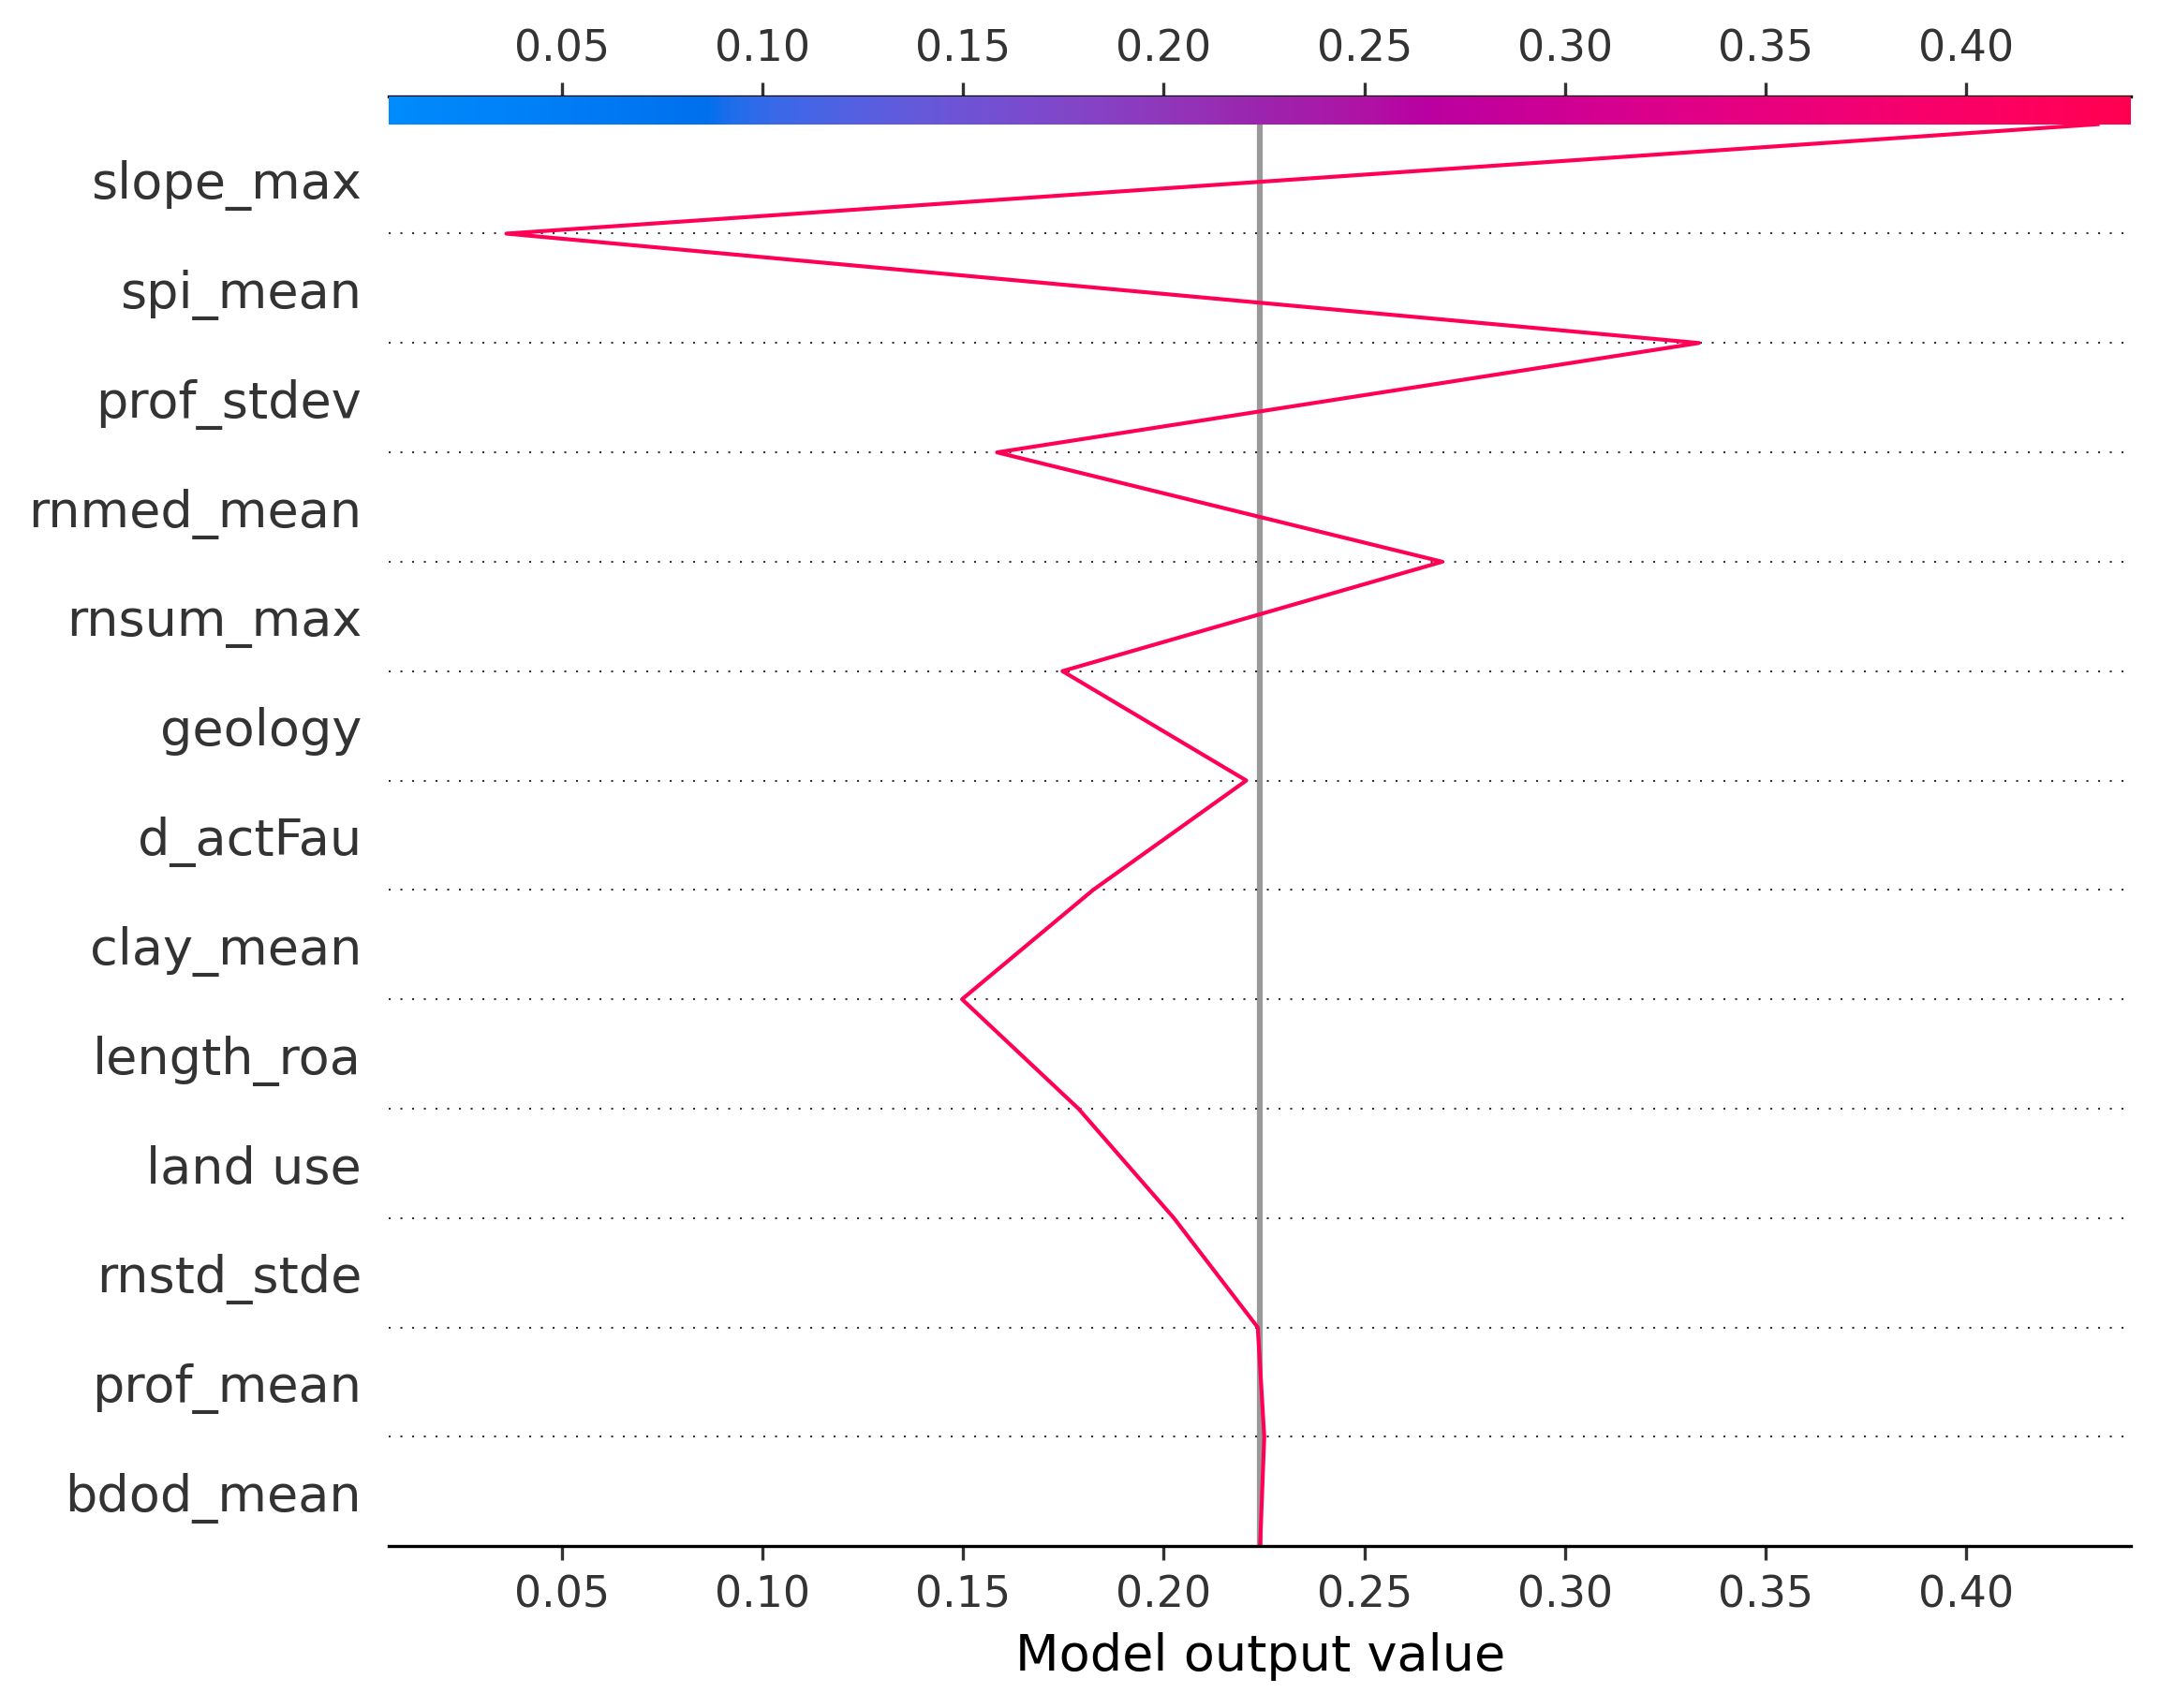 0.05 0.10 0.15 0.20 0.25 0.30 0.35 0.40
slope_max
spi_mean
prof_stdev
rnmed_mean
rnsum_max
geology
d_actFau
clay_mean
length_roa
land use
rnstd_stde
prof_mean
bdod_mean
0.05 0.10 0.15 0.20 0.25 0.30 0.35 0.40
Model output value